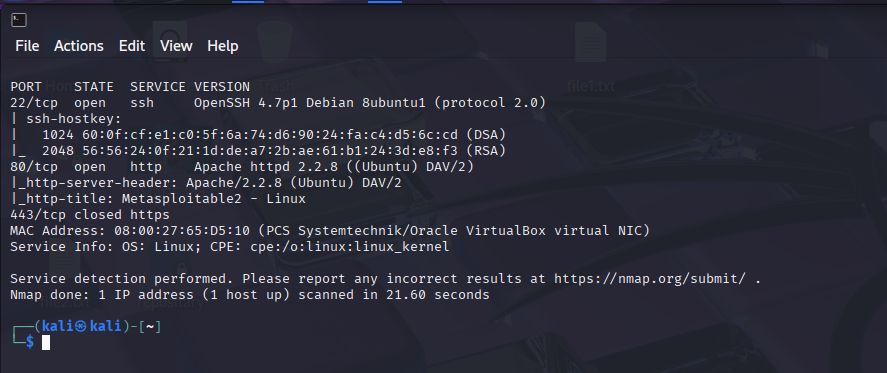 File Actions Edit View Help
PORT    STATE  SERVICE VERSION
22/tcp  open   ssh     OpenSSH 4.7p1 Debian 8ubuntu1 (protocol 2.0)
| ssh-hostkey:
|   1024 60:0f:cf:e1:c0:5f:6a:74:d6:90:24:fa:c4:d5:6c:cd (DSA)
|_  2048 56:56:24:0f:21:1d:de:a7:2b:ae:61:b1:24:3d:e8:f3 (RSA)
80/tcp  open   http    Apache httpd 2.2.8 ((Ubuntu) DAV/2)
|_http-server-header: Apache/2.2.8 (Ubuntu) DAV/2
|_http-title: Metasploitable2 - Linux
443/tcp closed https
MAC Address: 08:00:27:65:D5:10 (PCS Systemtechnik/Oracle VirtualBox virtual NIC)
Service Info: OS: Linux; CPE: cpe:/o:linux:linux_kernel
Service detection performed. Please report any incorrect results at https://nmap.org/submit/ .
Nmap done: 1 IP address (1 host up) scanned in 21.60 seconds
┌──(kali㉿kali)-[~]
└─$
file1.txt